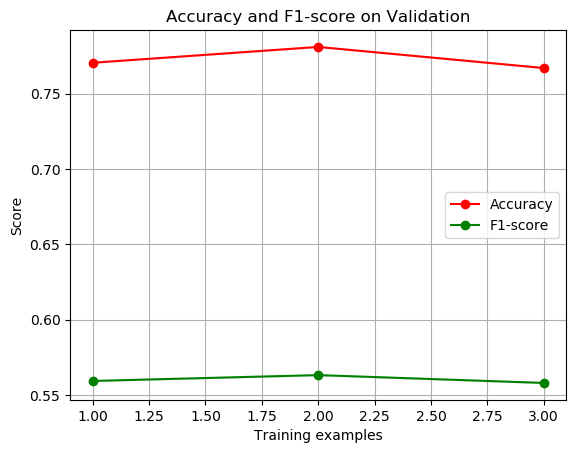 Accuracy and F1-score on Validation
Score
0.75
0.70
0.65
0.60
0.55
Accuracy
F1-score
1.00 1.25 1.50 1.75 2.00 2.25 2.50 2.75 3.00
Training examples